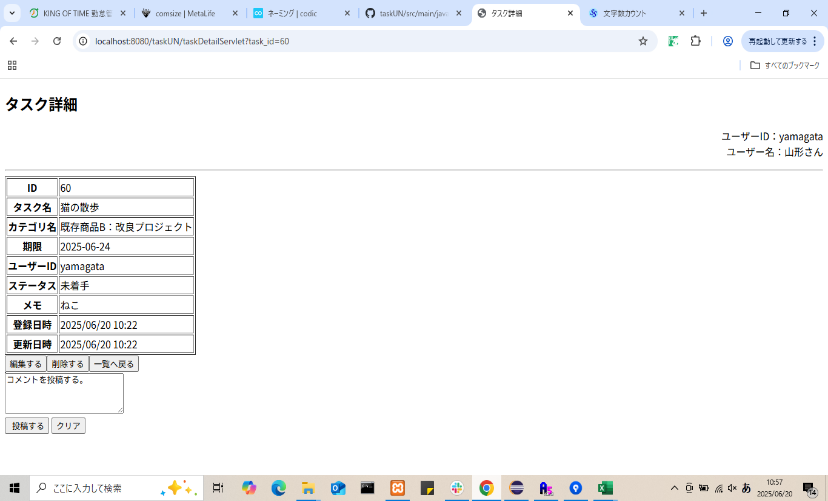 KING OF TIME 勤怠管
comsize | MetaLife
ネーミング | codic
taskUN/src/main/java
タスク詳細
文字数カウント
localhost:8080/taskUN/taskDetailServlet?task_id=60
再起動して更新する
すべてのブックマーク
タスク詳細
ユーザーID：yamagata
ユーザー名：山形さん
ID 60
タスク名 猫の散歩
カテゴリ名 既存商品B：改良プロジェクト
期限 2025-06-24
ユーザーID yamagata
ステータス 未着手
メモ ねこ
登録日時 2025/06/20 10:22
更新日時 2025/06/20 10:22
編集する 削除する 一覧へ戻る
コメントを投稿する。
投稿する クリア
ここに入力して検索
あ
10:57
2025/06/20
14